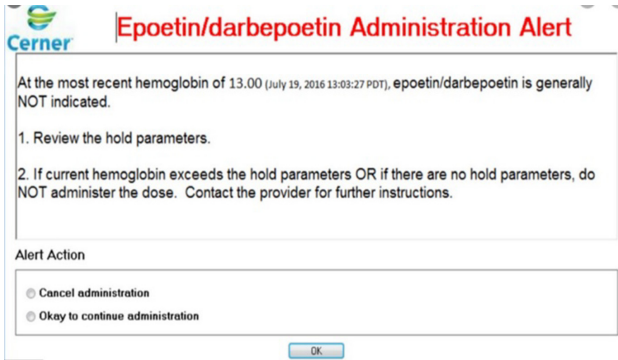 Cerner
Epoetin/darbepoetin Administration Alert
At the most recent hemoglobin of 13.00 (July 19, 2016 13:03:27 PDT), epoetin/darbepoetin is generally
NOT indicated.
1. Review the hold parameters.
2. If current hemoglobin exceeds the hold parameters OR if there are no hold parameters, do
NOT administer the dose. Contact the provider for further instructions.
Alert Action
Cancel administration
Okay to continue administration
OK